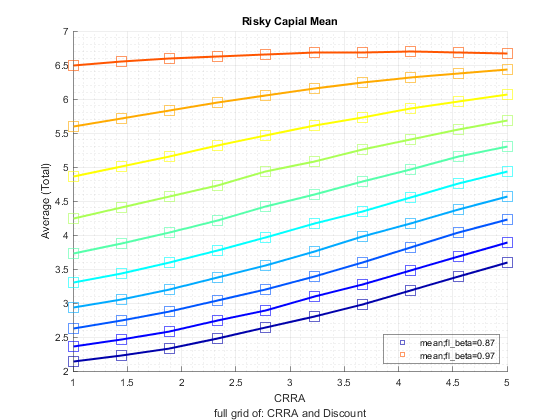 Risky Capial Mean
7
6.5
6
5.5
5
4.5
4
3.5
3
2.5
2
Average (Total)
mean;fl_beta=0.87
mean;fl_beta=0.97
1 1.5 2 2.5 3 3.5 4 4.5 5
CRRA
full grid of: CRRA and Discount